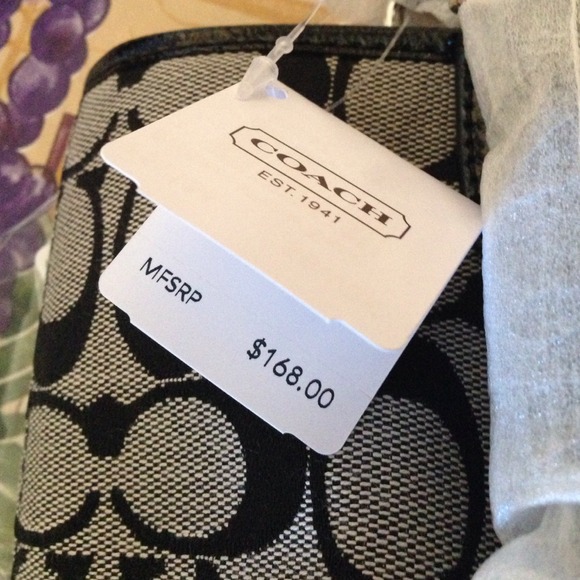 COACH
EST. 1941
MFSRP
$168.00